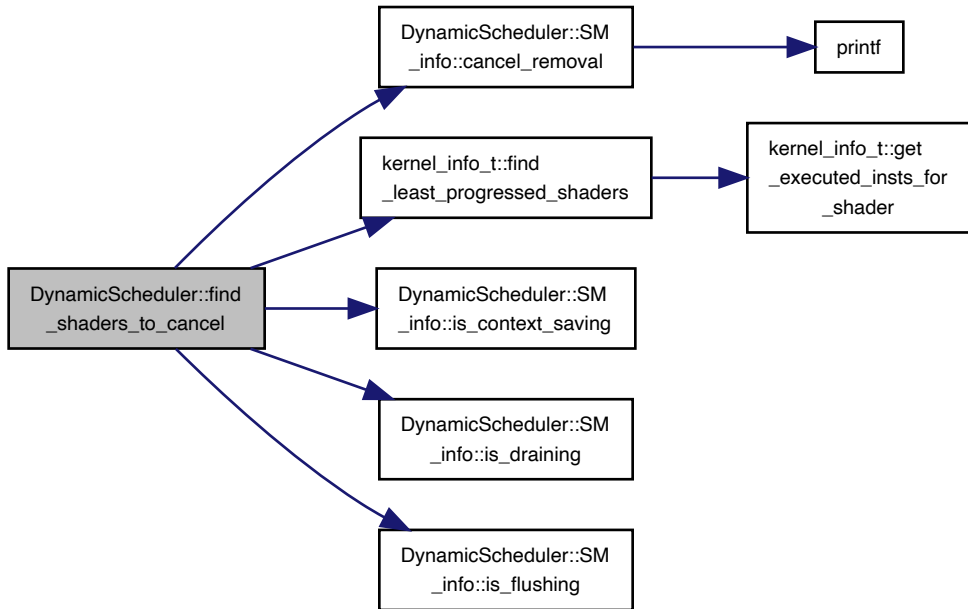 DynamicScheduler::SM
_info::cancel_removal
printf
kernel_info_t::find
_least_progressed_shaders
kernel_info_t::get
_executed_insts_for
_shader
DynamicScheduler::find
_shaders_to_cancel
DynamicScheduler::SM
_info::is_context_saving
DynamicScheduler::SM
_info::is_draining
DynamicScheduler::SM
_info::is_flushing